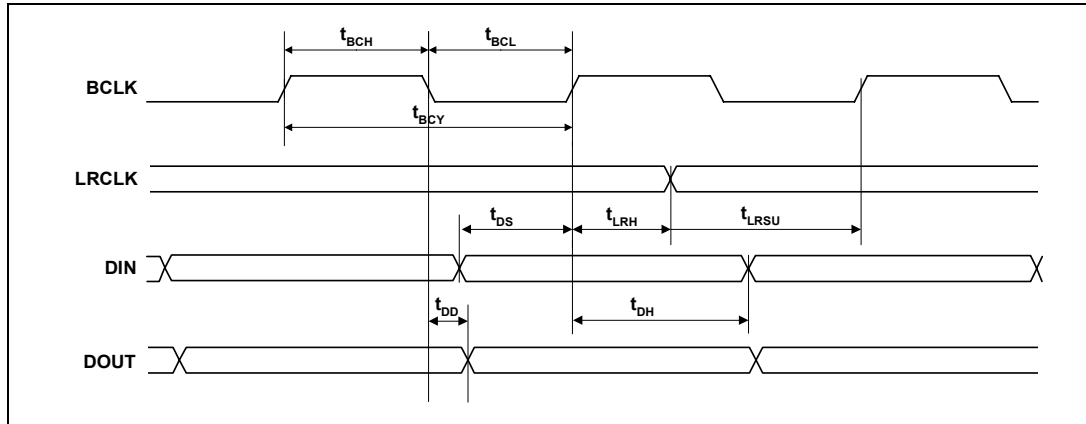 tBCH tBCL
BCLK
tBCY
LRCLK
tDS tLRH tLRSU
DIN
tDD tDH
DOUT